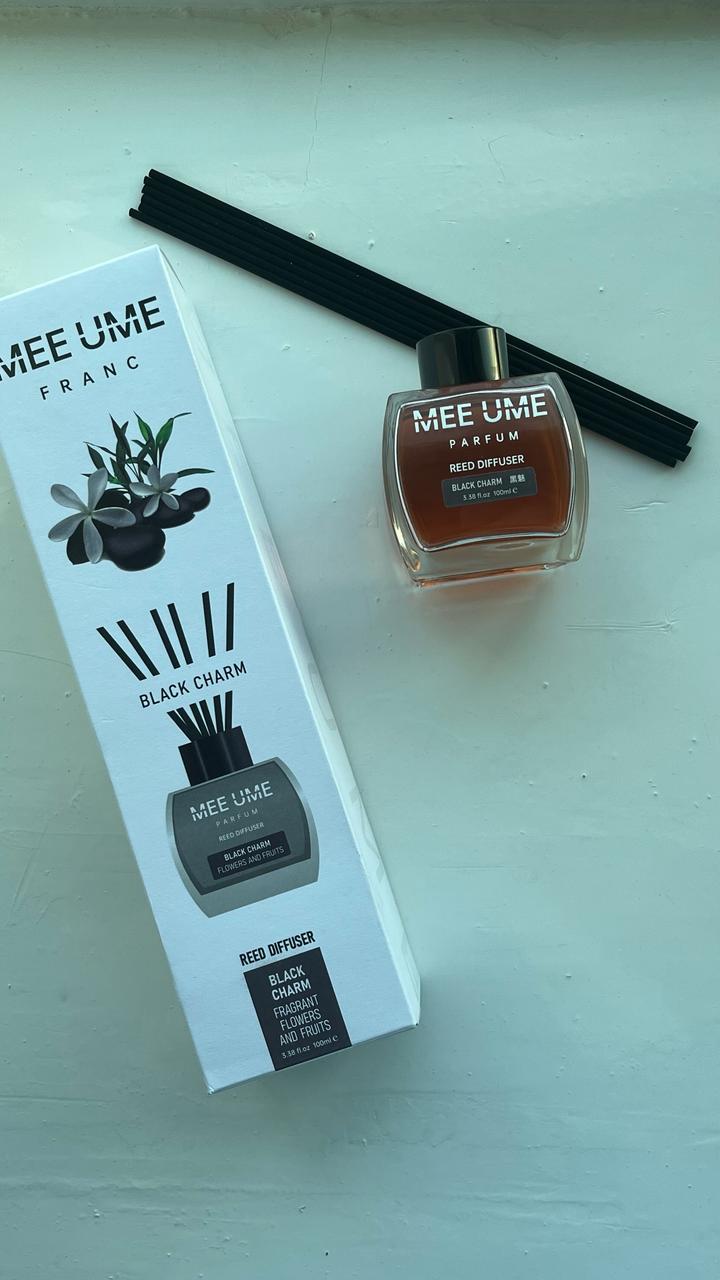 MEE UME
FRANC
BLACK CHARM
MEE UME
PARFUM
REED DIFFUSER
BLACK CHARM
FLOWERS AND FRUITS
REED DIFFUSER
BLACK
CHARM
FRAGRANT
FLOWERS
AND FRUITS
3.38 fl.oz 100ml ℮
MEE UME
PARFUM
REED DIFFUSER
BLACK CHARM 黑魅
3.38 fl.oz 100ml ℮